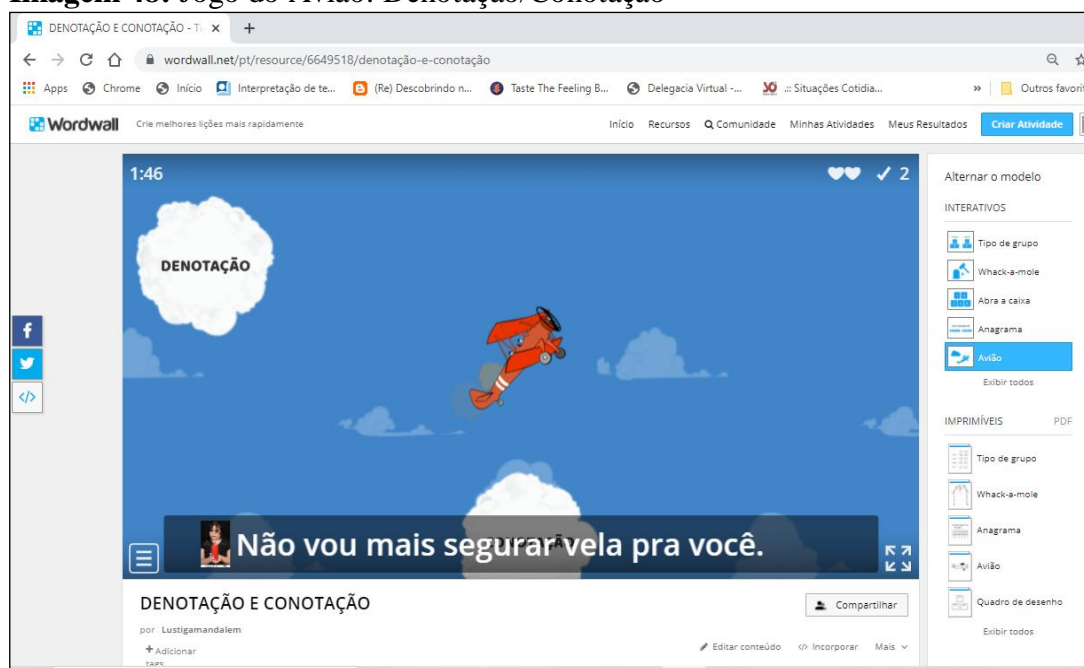 Imagem 48: Jogo do Avião: Denotação/Conotação
DENOTAÇÃO E CONOTAÇÃO - T
wordwall.net/pt/resource/6649518/denotação-e-conotação
Apps Chrome Início Interpretação de te... (Re) Descobrindo n... Taste The Feeling B... Delegacia Virtual -... .:: Situações Cotidia... » Outros favorit
Wordwall Crie melhores lições mais rapidamente Início Recursos Comunidade Minhas Atividades Meus Resultados Criar Atividade
1:46 2
DENOTAÇÃO
Não vou mais segurar vela pra você.
DENOTAÇÃO E CONOTAÇÃO
Compartilhar
por Lustigamandalem
Adicionar
tags
Editar conteúdo Incorporar Mais
Alternar o modelo
INTERATIVOS
Tipo de grupo
Whack-a-mole
Abra a caixa
Anagrama
Avião
Exibir todos
IMPRIMÍVEIS PDF
Tipo de grupo
Whack-a-mole
Anagrama
Avião
Quadro de desenho
Exibir todos